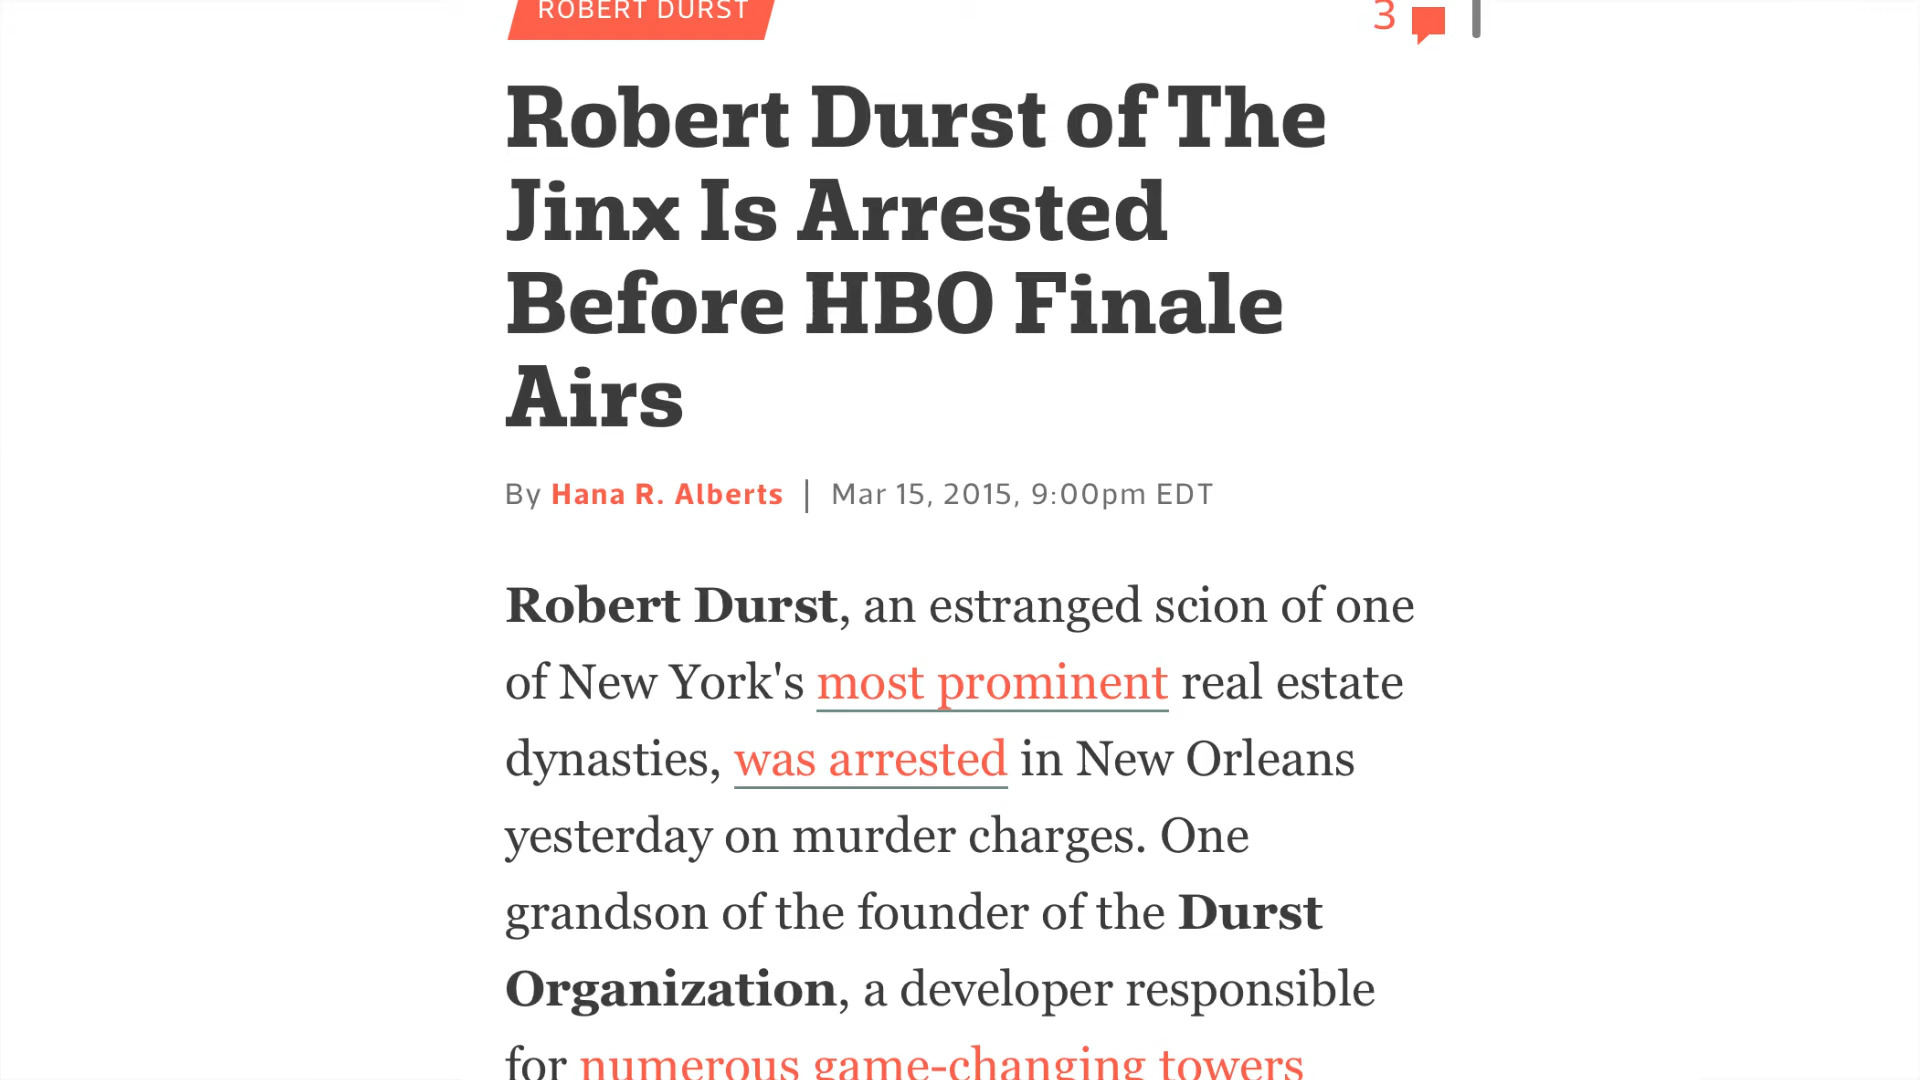 ROBERT DURST
3
Robert Durst of The
Jinx Is Arrested
Before HBO Finale
Airs
By Hana R. Alberts | Mar 15, 2015, 9:00pm EDT
Robert Durst, an estranged scion of one
of New York's most prominent real estate
dynasties, was arrested in New Orleans
yesterday on murder charges. One
grandson of the founder of the Durst
Organization, a developer responsible
for numerous game-changing towers